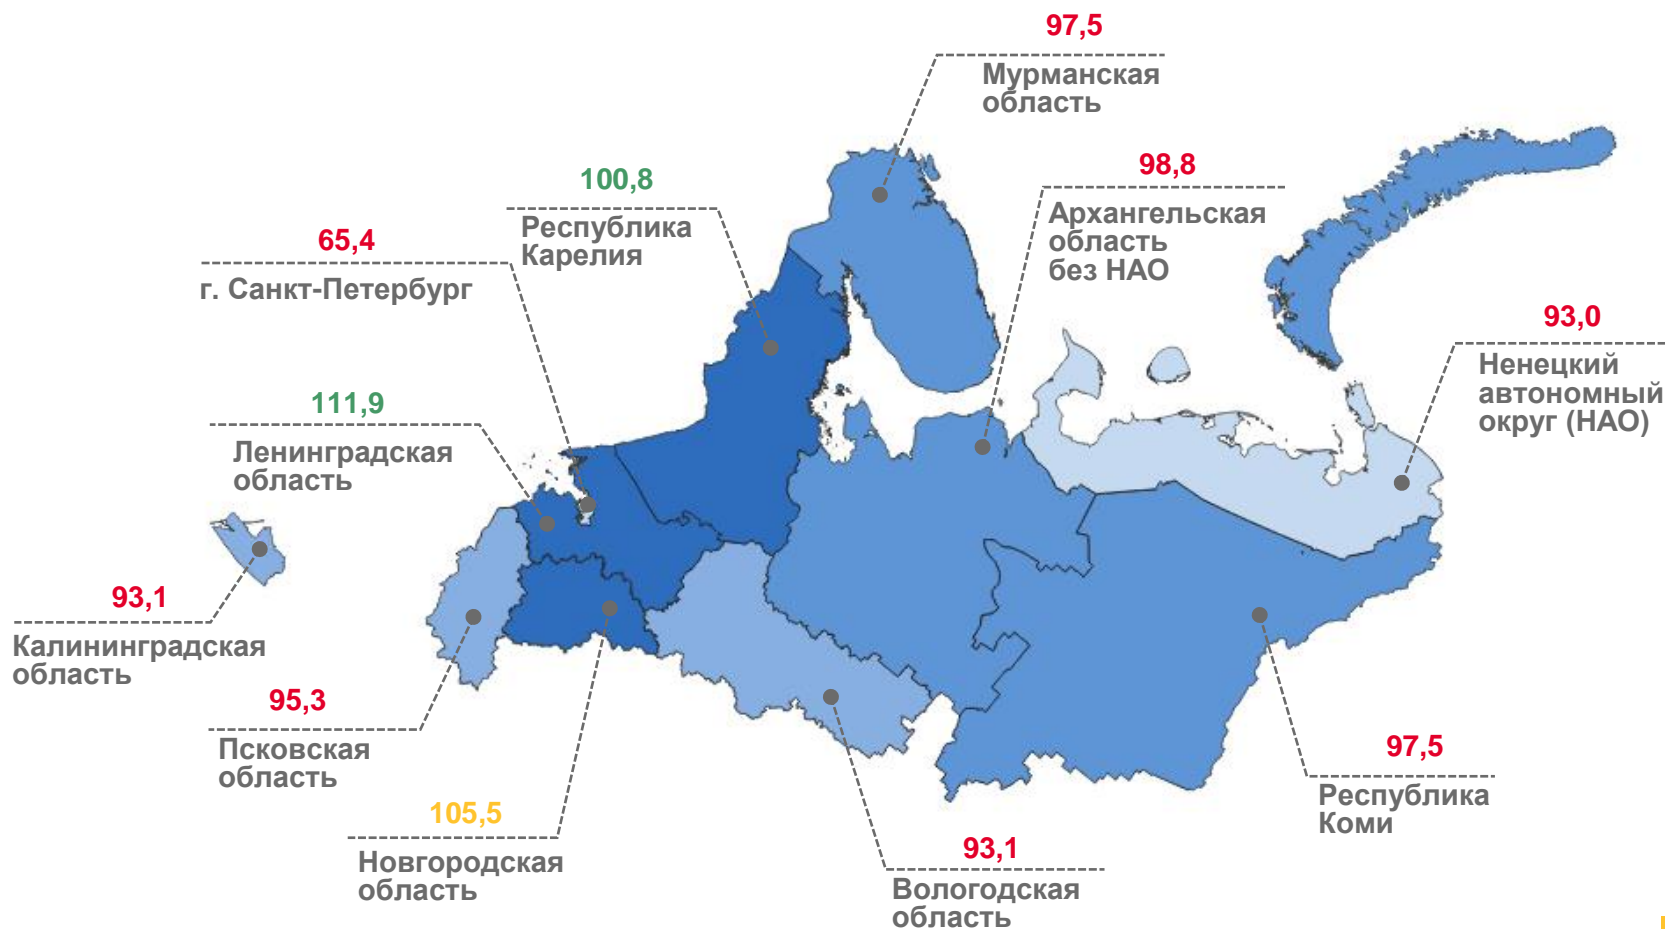 97,5
Мурманская
область
98,8
Архангельская
область
без НАО
100,8
Республика
Карелия
65,4
г. Санкт-Петербург
93,0
Ненецкий
автономный
округ (НАО)
111,9
Ленинградская
область
93,1
Калининградская
область
95,3
Псковская
область
105,5
Новгородская
область
93,1
Вологодская
область
97,5
Республика
Коми